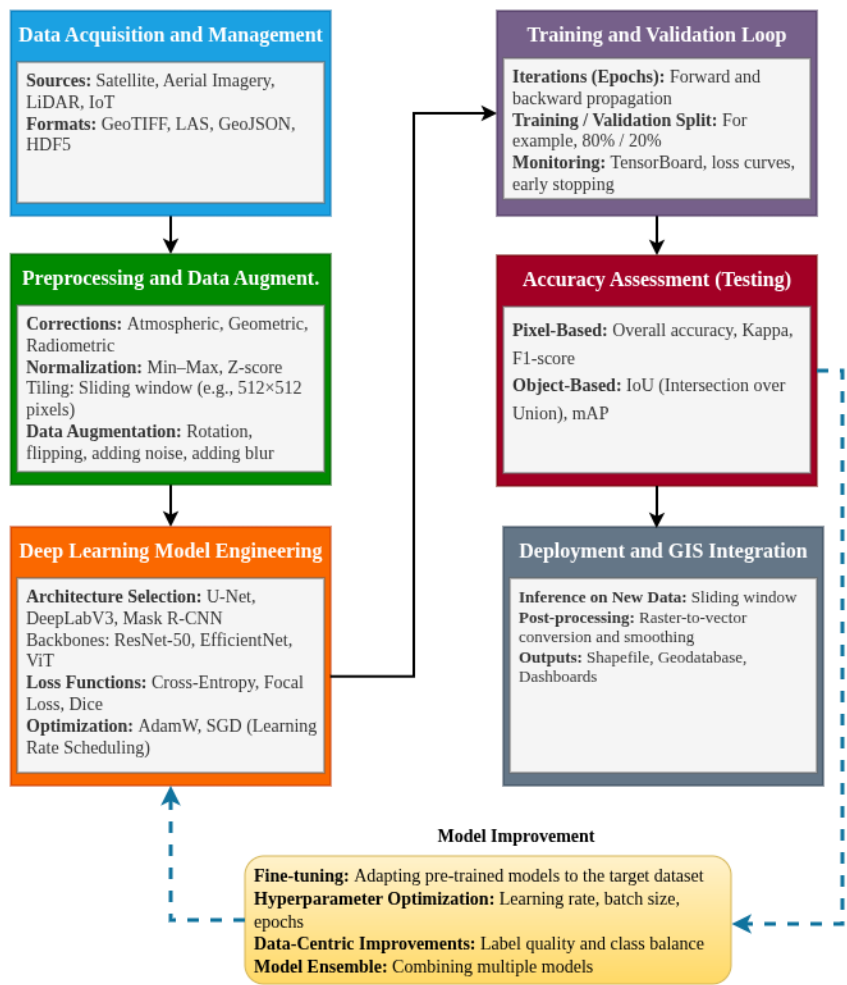 Data Acquisition and Management
Sources: Satellite, Aerial Imagery,
LiDAR, IoT
Formats: GeoTIFF, LAS, GeoJSON,
HDF5
Preprocessing and Data Augment.
Corrections: Atmospheric, Geometric,
Radiometric
Normalization: Min–Max, Z-score
Tiling: Sliding window (e.g., 512×512
pixels)
Data Augmentation: Rotation,
flipping, adding noise, adding blur
Deep Learning Model Engineering
Architecture Selection: U-Net,
DeepLabV3, Mask R-CNN
Backbones: ResNet-50, EfficientNet,
ViT
Loss Functions: Cross-Entropy, Focal
Loss, Dice
Optimization: AdamW, SGD (Learning
Rate Scheduling)
Training and Validation Loop
Iterations (Epochs): Forward and
backward propagation
Training / Validation Split: For
example, 80% / 20%
Monitoring: TensorBoard, loss curves,
early stopping
Accuracy Assessment (Testing)
Pixel-Based: Overall accuracy, Kappa,
F1-score
Object-Based: IoU (Intersection over
Union), mAP
Deployment and GIS Integration
Inference on New Data: Sliding window
Post-processing: Raster-to-vector
conversion and smoothing
Outputs: Shapefile, Geodatabase,
Dashboards
Model Improvement
Fine-tuning: Adapting pre-trained models to the target dataset
Hyperparameter Optimization: Learning rate, batch size,
epochs
Data-Centric Improvements: Label quality and class balance
Model Ensemble: Combining multiple models